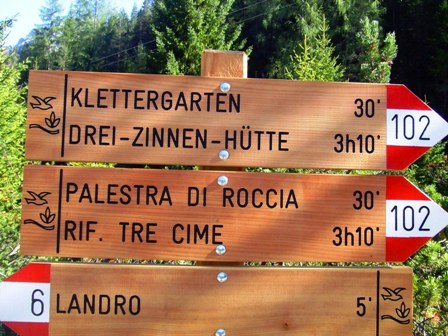 KLETTERGARTEN 30'
DREI-ZINNEN-HÜTTE 3h10' 102
PALESTRA DI ROCCIA 30'
RIF. TRE CIME 3h10' 102
6 LANDRO 5'